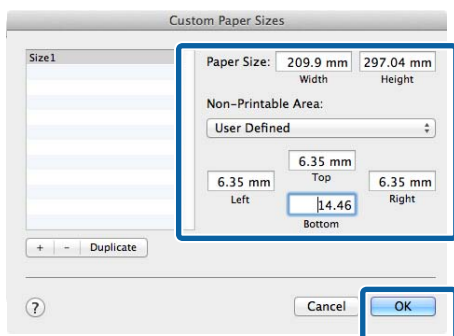 Custom Paper Sizes
Size1
Paper Size: 209.9 mm 297.04 mm
Width Height
Non-Printable Area:
User Defined
6.35 mm
Top
6.35 mm 6.35 mm
Left Right
14.46
Bottom
+ - Duplicate
? Cancel OK